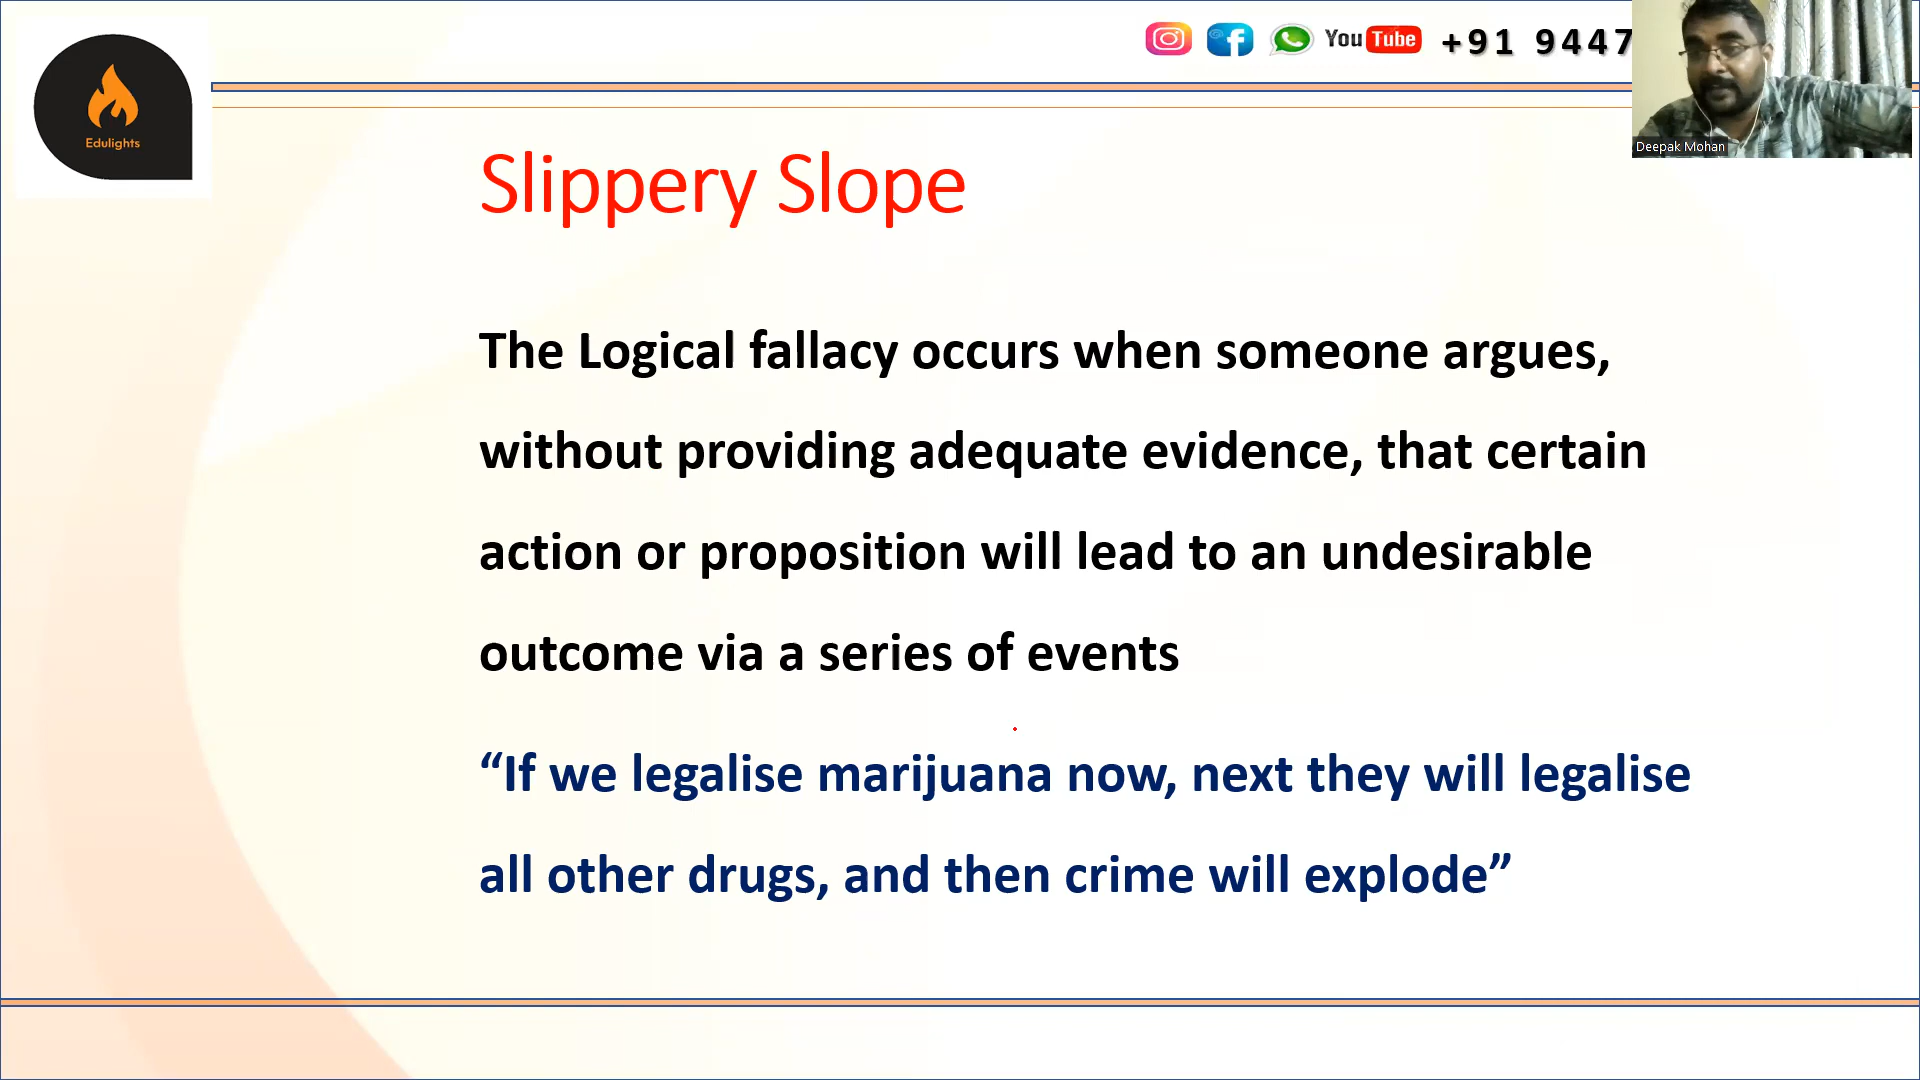 You Tube +91 9447
Deepak Mohan
Edulights
Slippery Slope
The Logical fallacy occurs when someone argues,
without providing adequate evidence, that certain
action or proposition will lead to an undesirable
outcome via a series of events
“If we legalise marijuana now, next they will legalise
all other drugs, and then crime will explode”